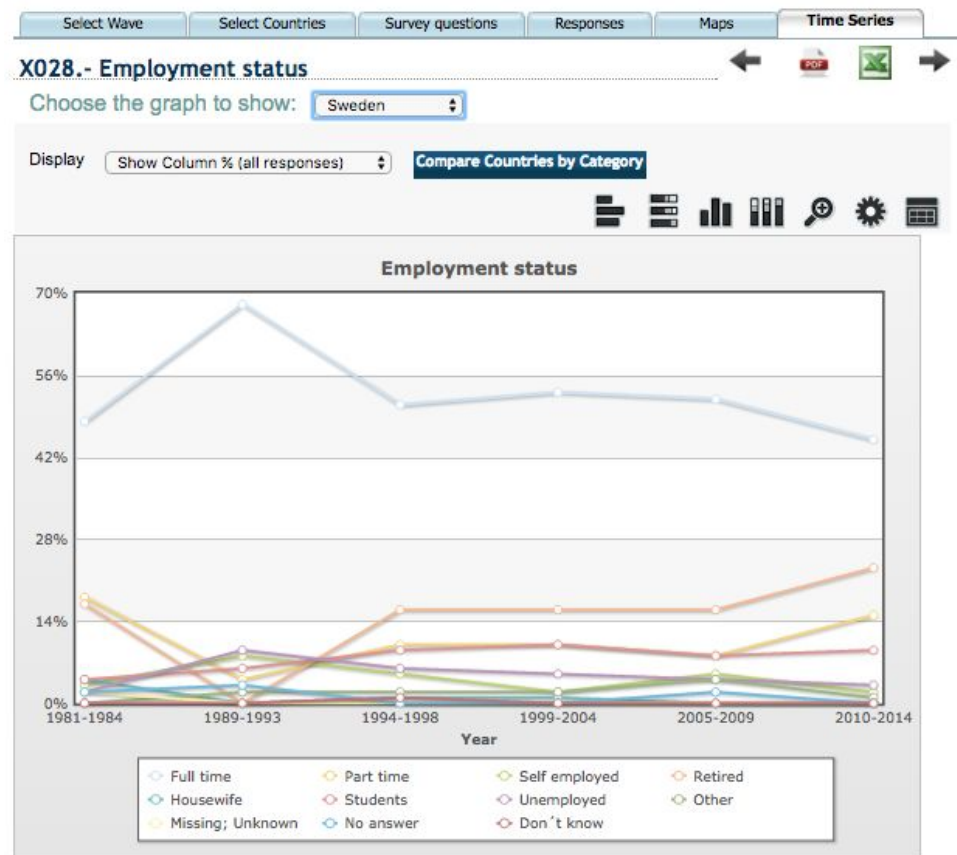 Select Wave Select Countries Survey questions Responses Maps Time Series
X028.- Employment status
PDF
Choose the graph to show: Sweden
Display Show Column % (all responses) Compare Countries by Category
Employment status
70%
56%
42%
28%
14%
0%
1981-1984 1989-1993 1994-1998 1999-2004 2005-2009 2010-2014
Year
Full time Part time Self employed Retired
Housewife Students Unemployed Other
Missing; Unknown No answer Don´t know